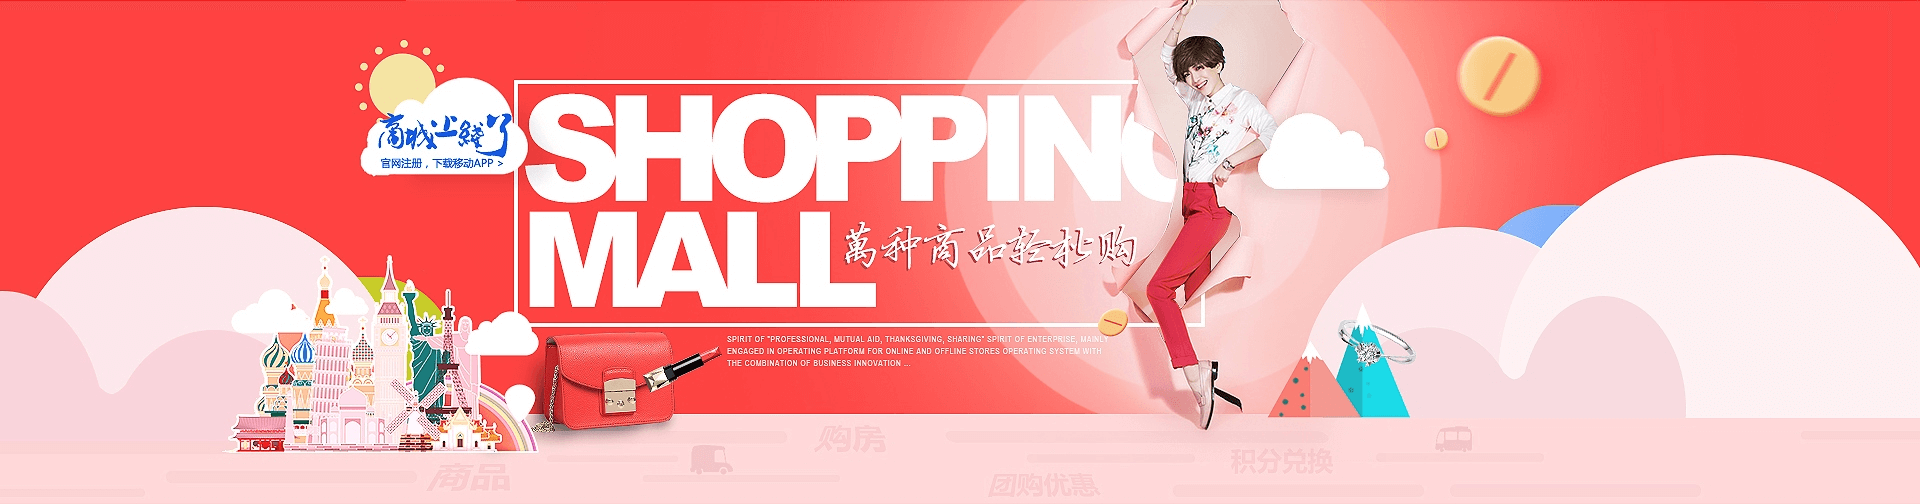 商城上綫了
官网注册，下载移动APP >
SHOPPING
MALL
萬种商品轻松购
SPIRIT OF "PROFESSIONAL, MUTUAL AID, THANKSGIVING, SHARING" SPIRIT OF ENTERPRISE, MAINLY
ENGAGED IN OPERATING PLATFORM FOR ONLINE AND OFFLINE STORES OPERATING SYSTEM WITH
THE COMBINATION OF BUSINESS INNOVATION ...
购房
商品
积分兑换
团购优惠